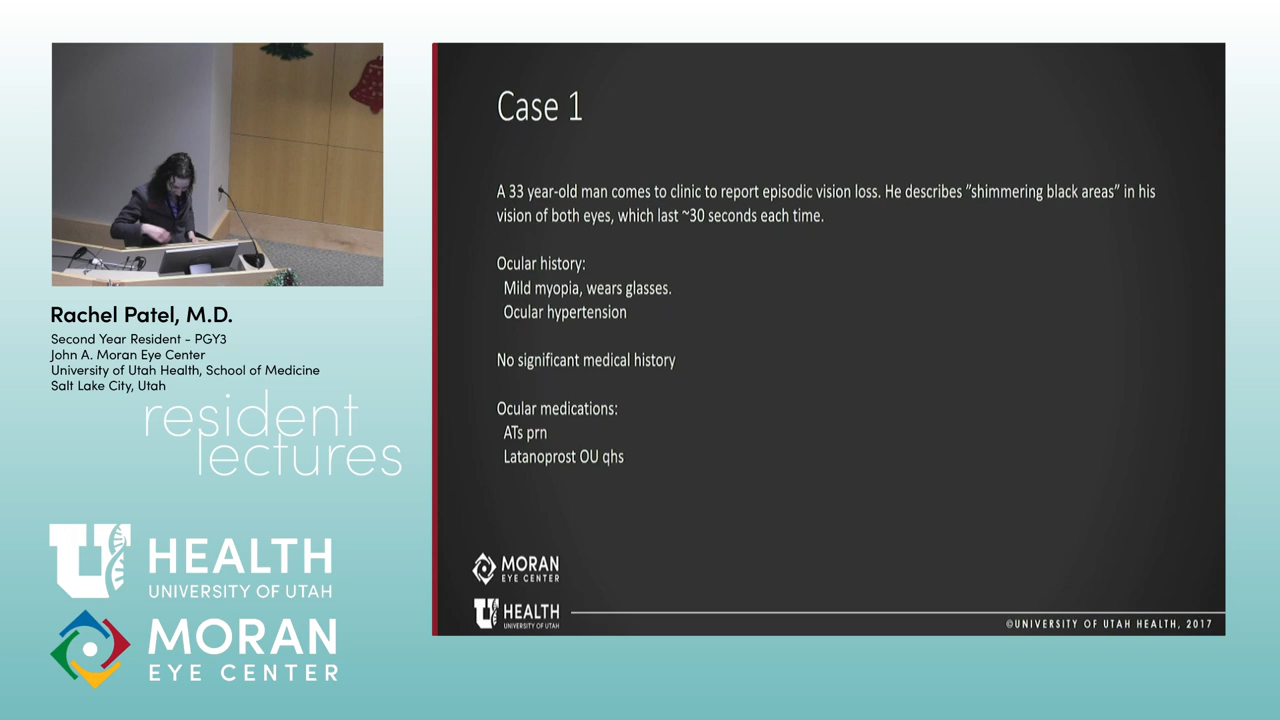 Rachel Patel, M.D.
Second Year Resident - PGY3
John A. Moran Eye Center
University of Utah Health, School of Medicine
Salt Lake City, Utah
resident
lectures
U HEALTH
UNIVERSITY OF UTAH
MORAN
EYE CENTER
Case 1
A 33 year-old man comes to clinic to report episodic vision loss. He describes ”shimmering black areas” in his
vision of both eyes, which last ~30 seconds each time.
Ocular history:
Mild myopia, wears glasses.
Ocular hypertension
No significant medical history
Ocular medications:
ATs prn
Latanoprost OU qhs
MORAN
EYE CENTER
U HEALTH
UNIVERSITY OF UTAH
©UNIVERSITY OF UTAH HEALTH, 2017